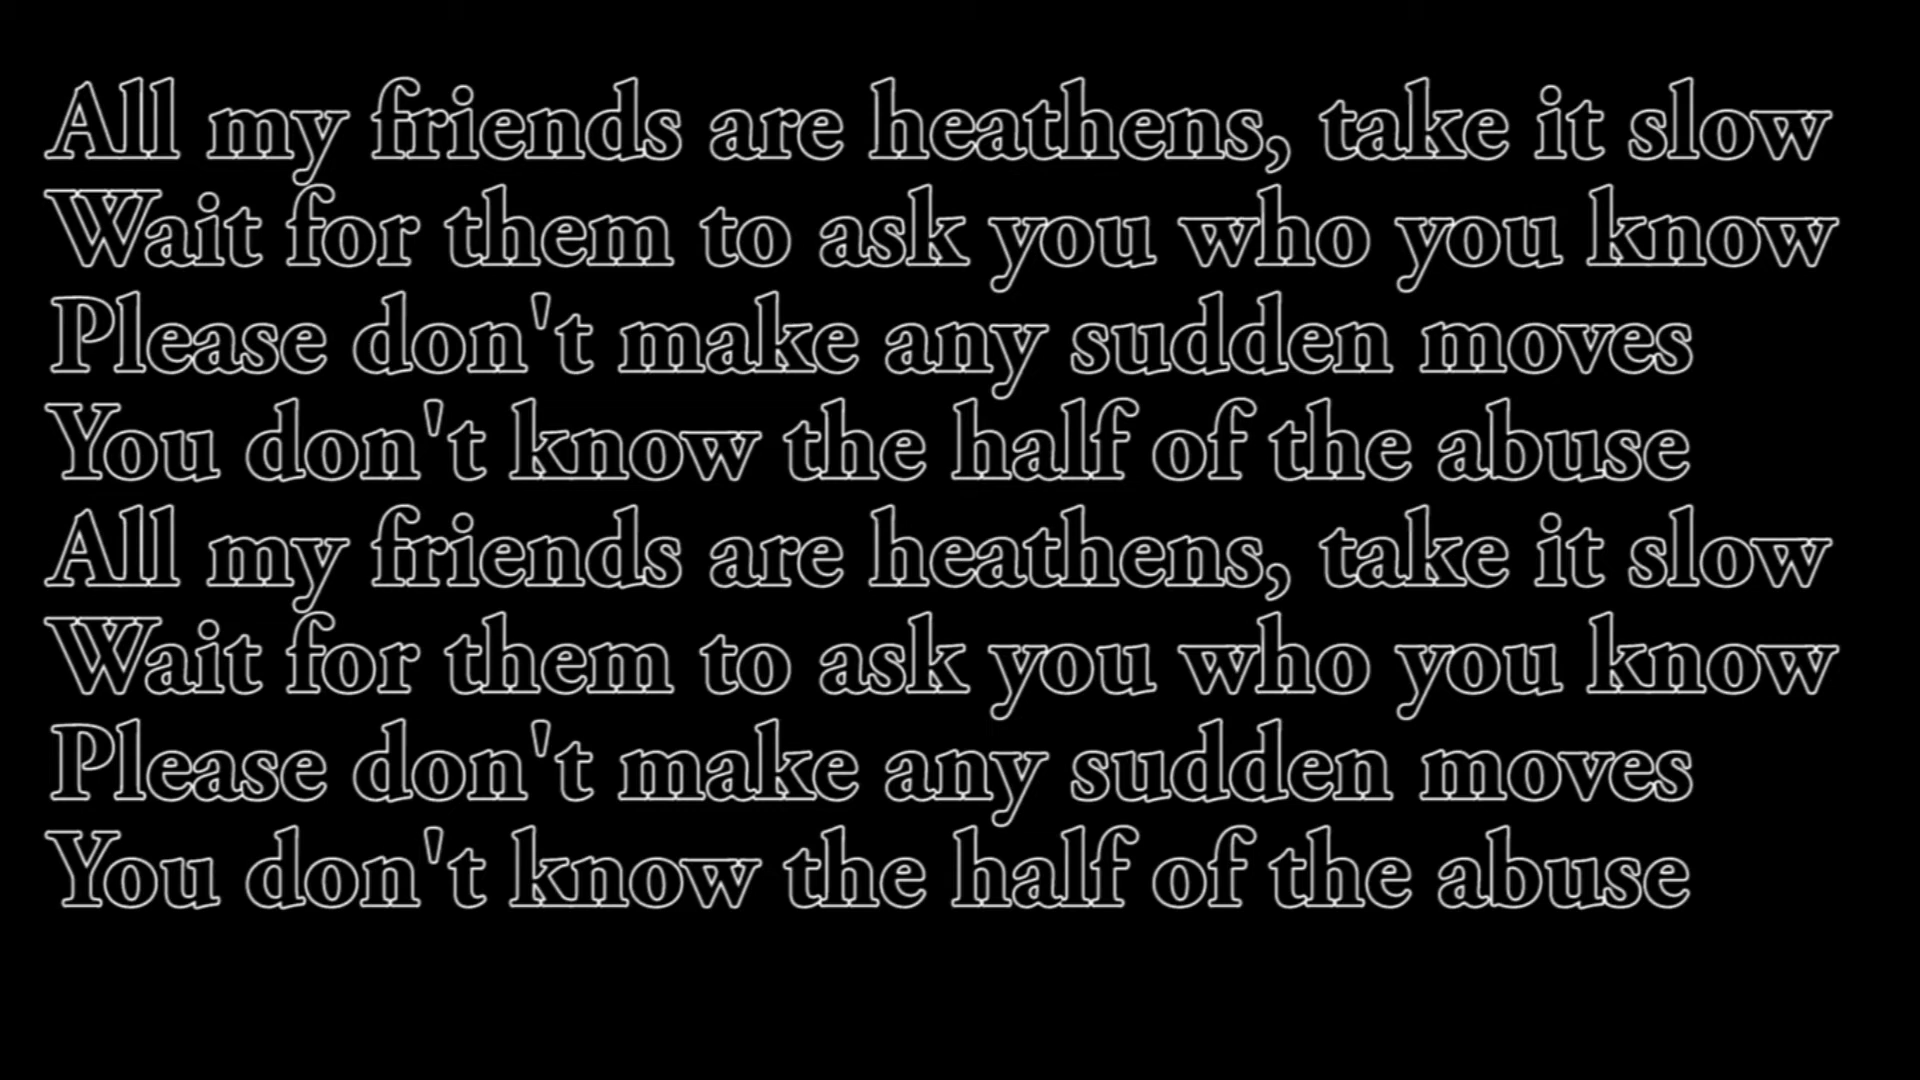 All my friends are heathens, take it slow
Wait for them to ask you who you know
Please don't make any sudden moves
You don't know the half of the abuse
All my friends are heathens, take it slow
Wait for them to ask you who you know
Please don't make any sudden moves
You don't know the half of the abuse